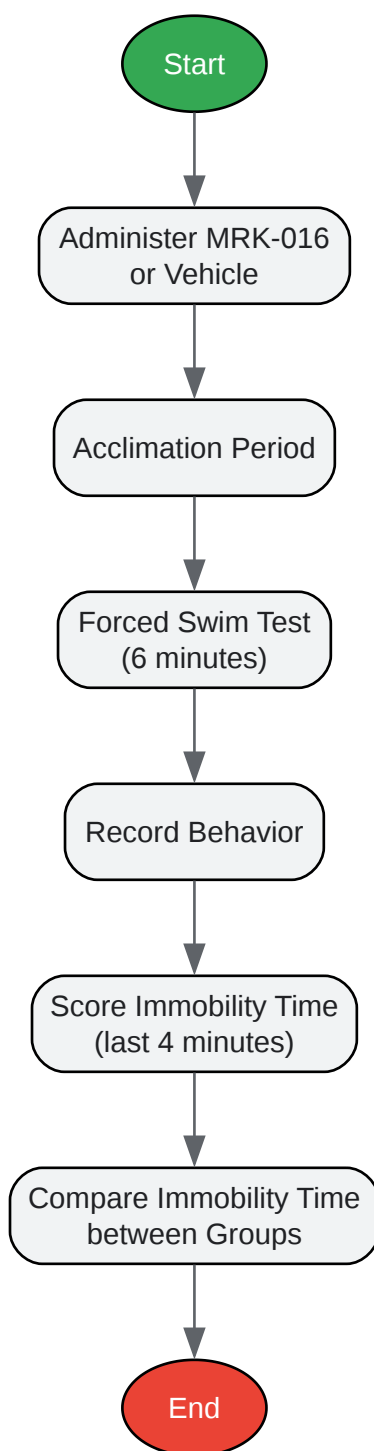 Start
Administer MRK-016
or Vehicle
Acclimation Period
Forced Swim Test
(6 minutes)
Record Behavior
Score Immobility Time
(last 4 minutes)
Compare Immobility Time
between Groups
End